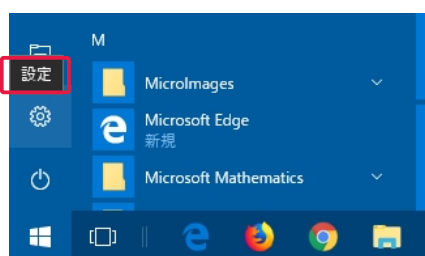 M
設定
MicroImages
Microsoft Edge
新規
Microsoft Mathematics